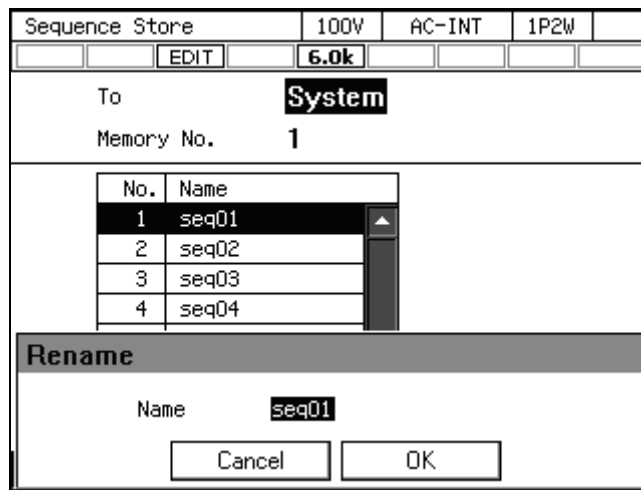 Sequence Store 100V AC-INT 1P2W
EDIT 6.0k
To System
Memory No. 1
No. Name
1 seq01
2 seq02
3 seq03
4 seq04
Rename
Name seq01
Cancel OK